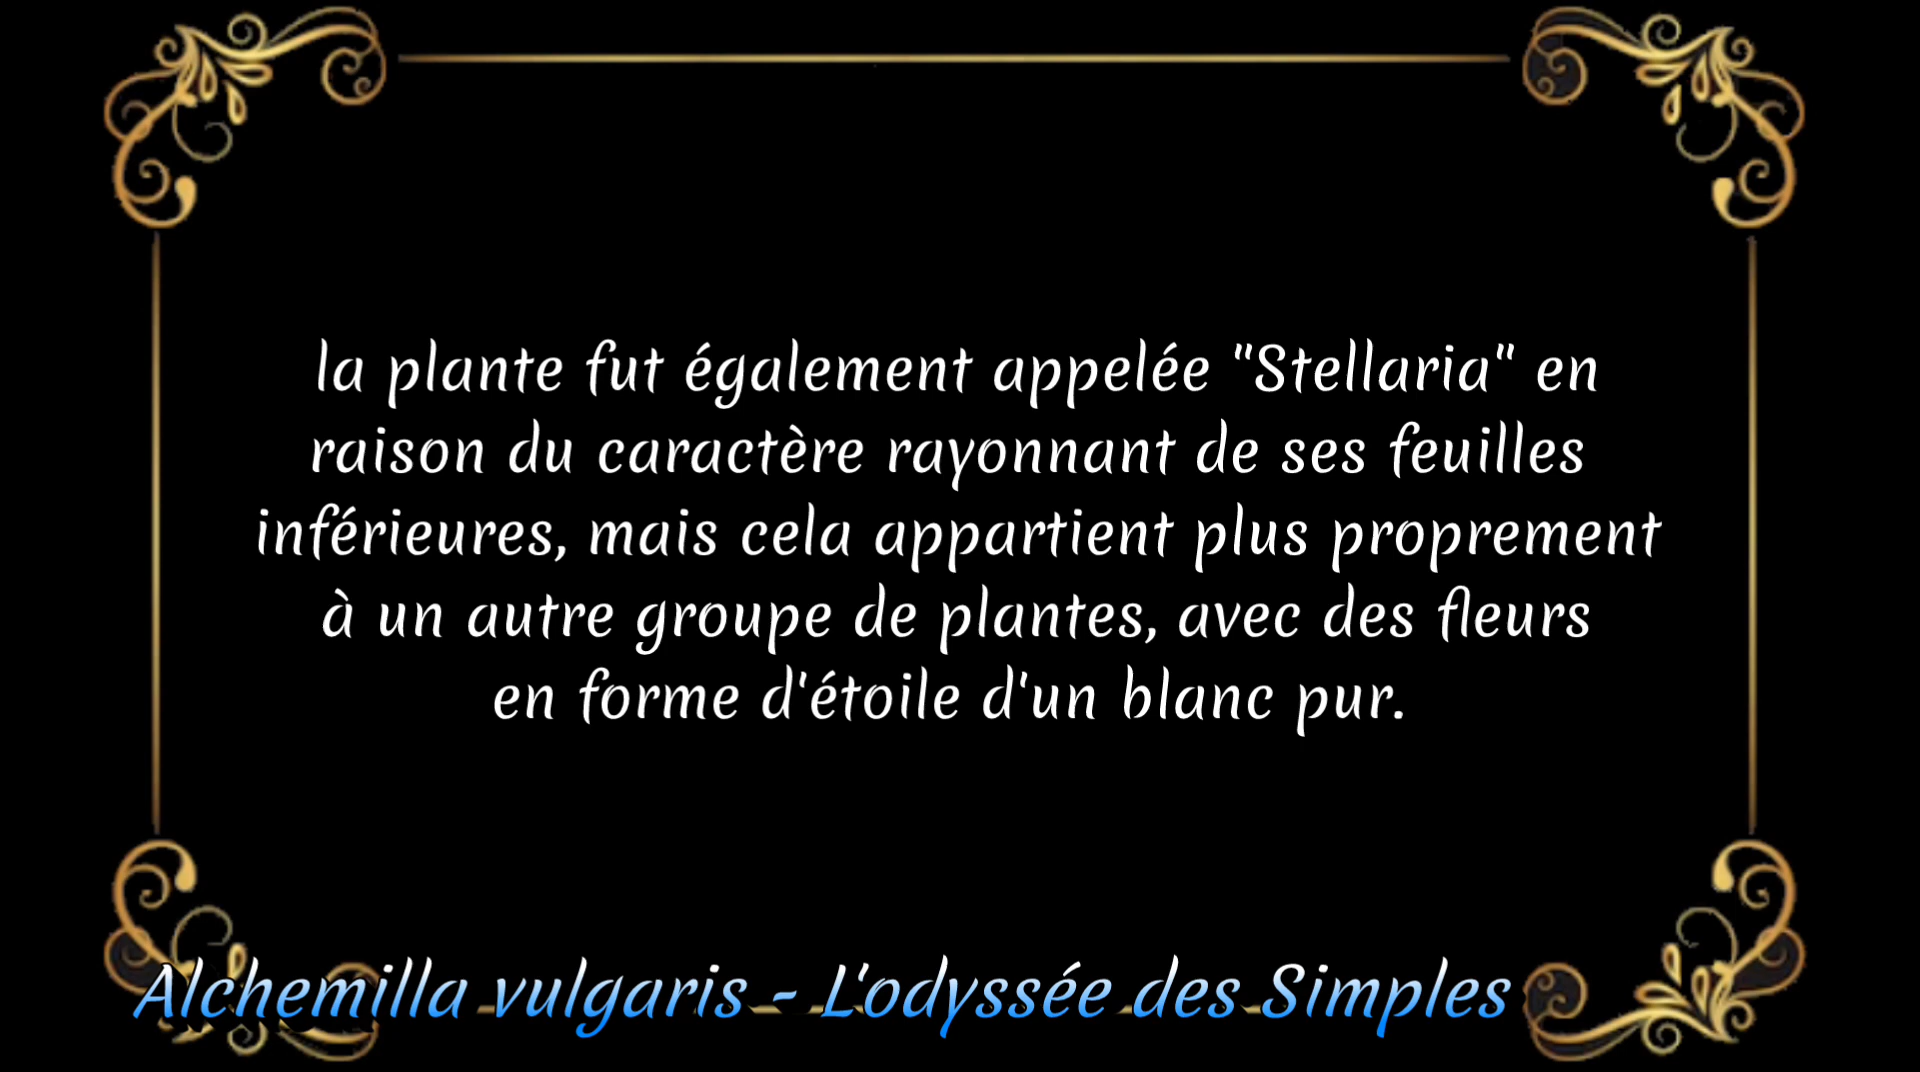 la plante fut également appelée "Stellaria" en
raison du caractère rayonnant de ses feuilles
inférieures, mais cela appartient plus proprement
à un autre groupe de plantes, avec des fleurs
en forme d'étoile d'un blanc pur.
Alchemilla vulgaris - L'odyssée des Simples